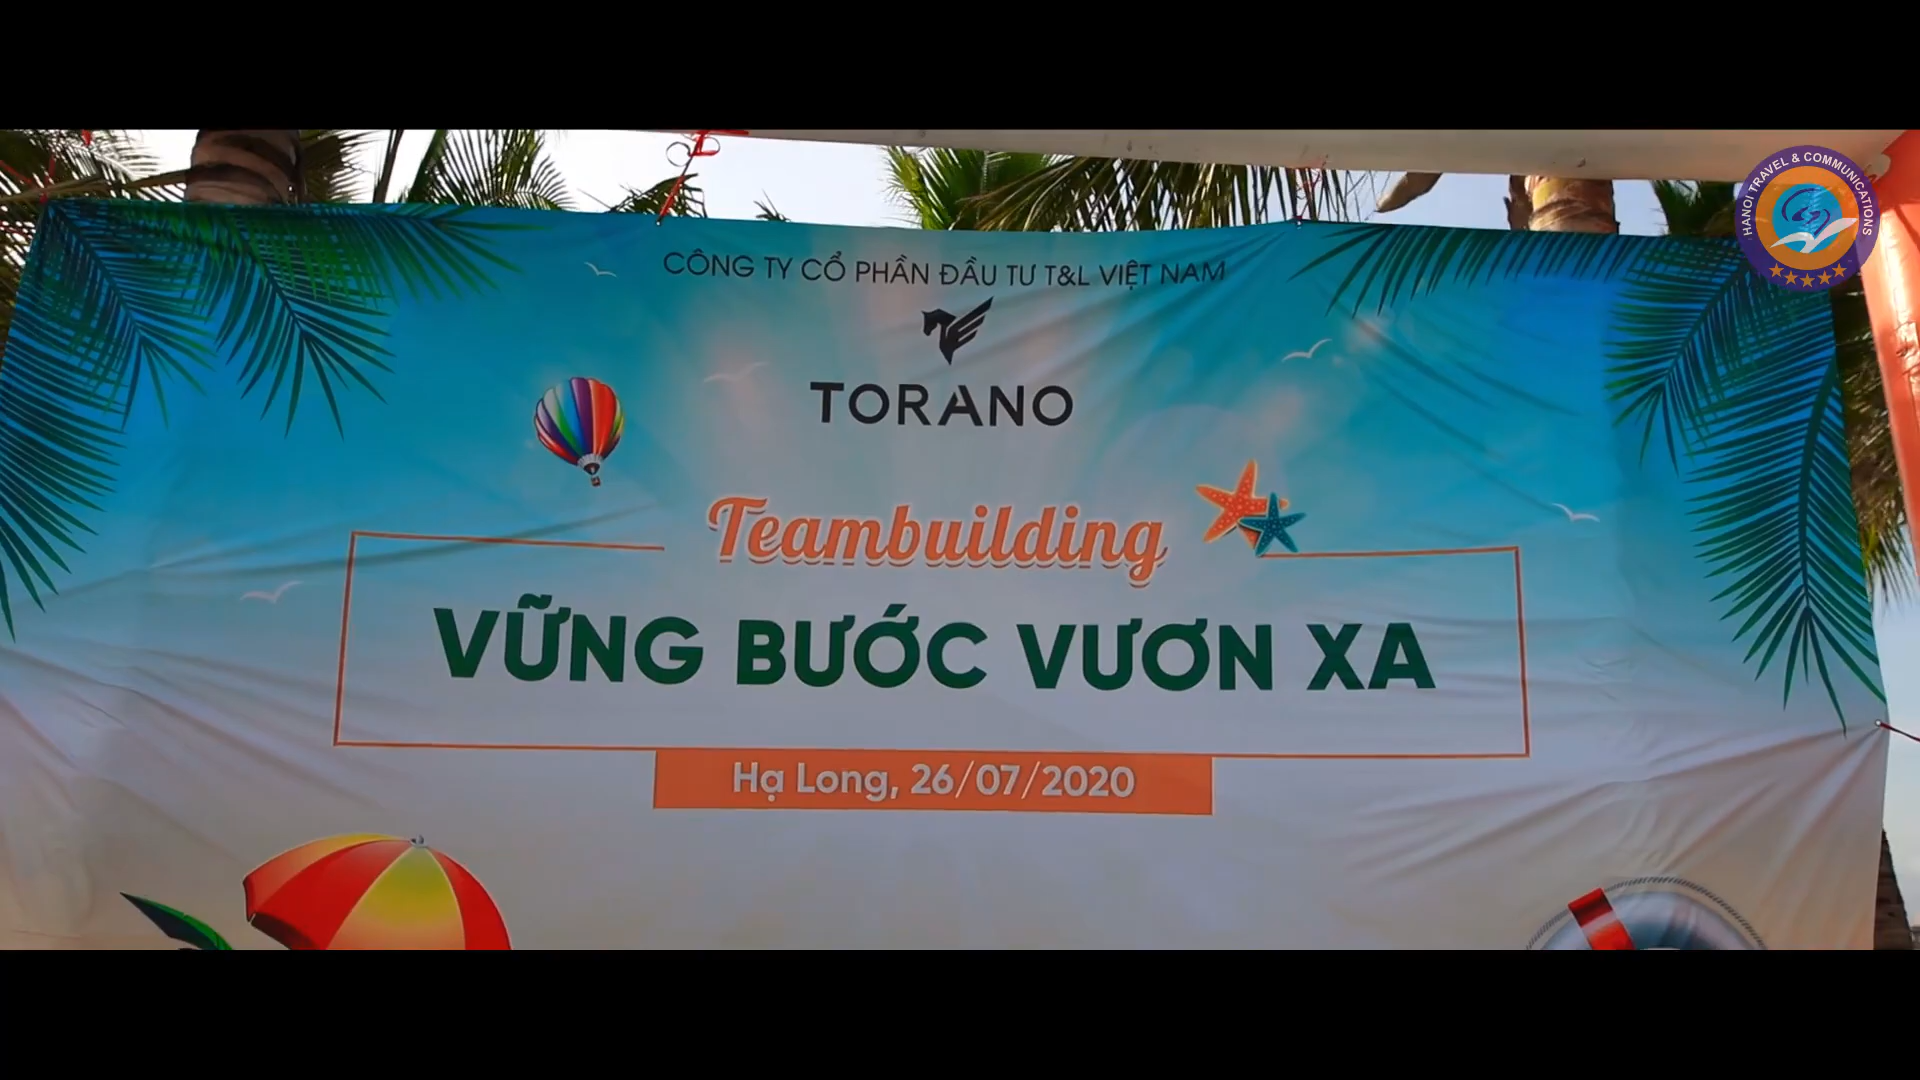 HANOI TRAVEL & COMMUNICATIONS
CÔNG TY CỔ PHẦN ĐẦU TƯ T&L VIỆT NAM
TORANO
Teambuilding
VỮNG BƯỚC VƯƠN XA
Hạ Long, 26/07/2020